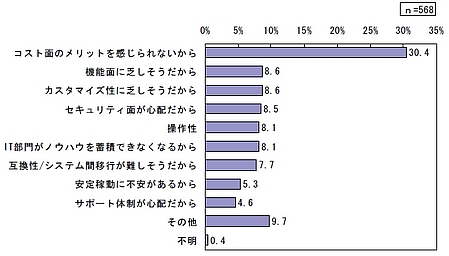 n=568
0% 5% 10% 15% 20% 25% 30% 35%
コスト面のメリットを感じられないから 30.4
機能面に乏しそうだから 8.6
カスタマイズ性に乏しそうだから 8.6
セキュリティ面が心配だから 8.5
操作性 8.1
IT部門がノウハウを蓄積できなくなるから 8.1
互換性/システム間移行が難しそうだから 7.7
安定稼動に不安があるから 5.3
サポート体制が心配だから 4.6
その他 9.7
不明 0.4